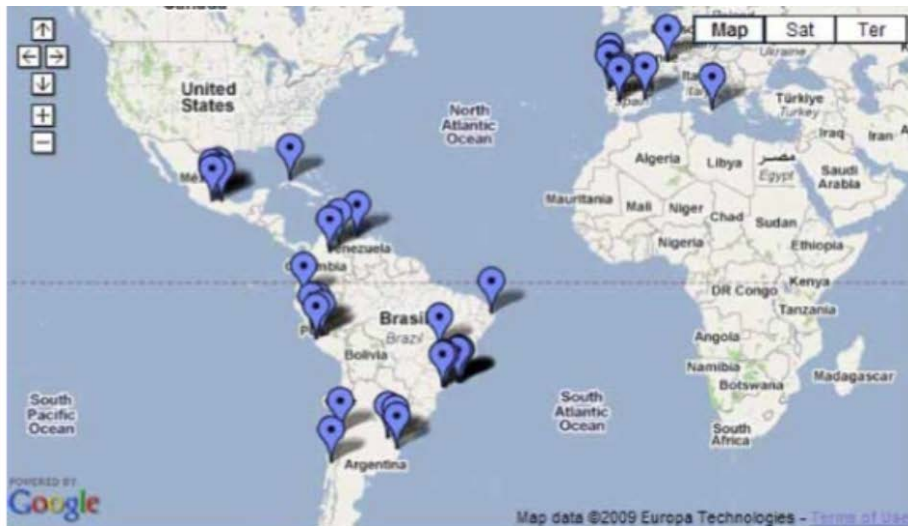 Canada
Map
Sat
Ter
Ukraine
United
States
North
Atlantic
Ocean
Türkiye
Turkey
Iraq
Iran
Algeria
Libya
مصر
Egypt
Saudi
Arabia
Mauritania
Mali
Niger
Chad
Sudan
Nigeria
Ethiopia
Venezuela
Kenya
DR Congo
Tanzania
Brasil
Brazil
Bolivia
Angola
Namibia
Botswana
Madagascar
South
Pacific
Ocean
South
Atlantic
Ocean
South
Africa
Argentina
POWERED BY
Google
Map data ©2009 Europa Technologies - Terms of Use